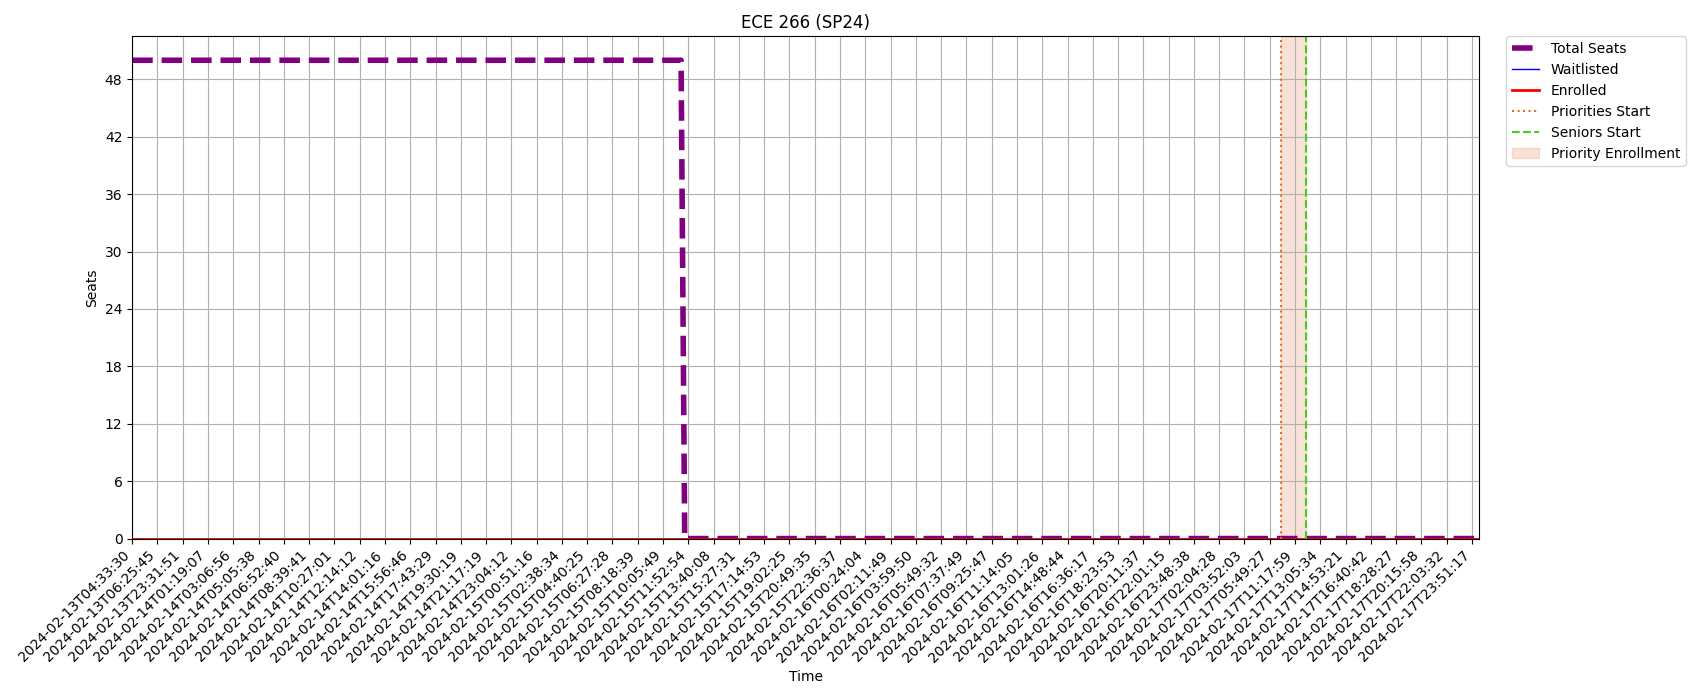 ECE 266 (SP24)
Total Seats
Waitlisted
Enrolled
Priorities Start
Seniors Start
Priority Enrollment
Seats
48
42
36
30
24
18
12
6
0
2024-02-13T04:33:30
2024-02-13T06:25:45
2024-02-13T23:31:51
2024-02-14T01:19:07
2024-02-14T03:06:56
2024-02-14T05:05:38
2024-02-14T06:52:40
2024-02-14T08:39:41
2024-02-14T10:27:01
2024-02-14T12:14:12
2024-02-14T14:01:16
2024-02-14T15:56:46
2024-02-14T17:43:29
2024-02-14T19:30:19
2024-02-14T21:17:19
2024-02-14T23:04:12
2024-02-15T00:51:16
2024-02-15T02:38:34
2024-02-15T04:40:25
2024-02-15T06:27:28
2024-02-15T08:18:39
2024-02-15T10:05:49
2024-02-15T11:52:54
2024-02-15T13:40:08
2024-02-15T15:27:31
2024-02-15T17:14:53
2024-02-15T19:02:25
2024-02-15T20:49:35
2024-02-15T22:36:37
2024-02-16T00:24:04
2024-02-16T02:11:49
2024-02-16T03:59:50
2024-02-16T05:49:32
2024-02-16T07:37:49
2024-02-16T09:25:47
2024-02-16T11:14:05
2024-02-16T13:01:26
2024-02-16T14:48:44
2024-02-16T16:36:17
2024-02-16T18:23:53
2024-02-16T20:11:37
2024-02-16T22:01:15
2024-02-16T23:48:38
2024-02-17T02:04:28
2024-02-17T03:52:03
2024-02-17T05:49:27
2024-02-17T11:17:59
2024-02-17T13:05:34
2024-02-17T14:53:21
2024-02-17T16:40:42
2024-02-17T18:28:27
2024-02-17T20:15:58
2024-02-17T22:03:32
2024-02-17T23:51:17
Time